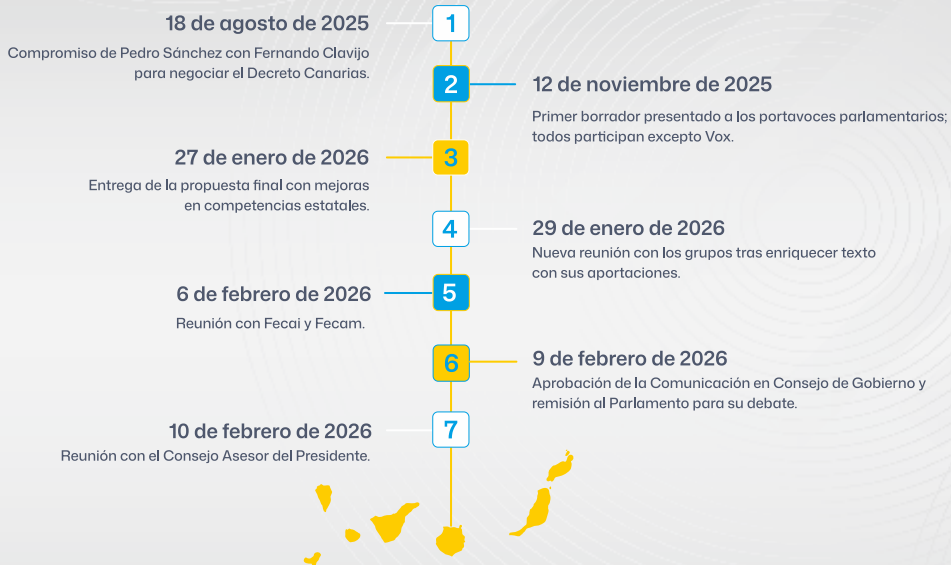 1
18 de agosto de 2025
Compromiso de Pedro Sánchez con Fernando Clavijo
para negociar el Decreto Canarias.
2
12 de noviembre de 2025
Primer borrador presentado a los portavoces parlamentarios;
todos participan excepto Vox.
3
27 de enero de 2026
Entrega de la propuesta final con mejoras
en competencias estatales.
4
29 de enero de 2026
Nueva reunión con los grupos tras enriquecer texto
con sus aportaciones.
5
6 de febrero de 2026
Reunión con Fecai y Fecam.
6
9 de febrero de 2026
Aprobación de la Comunicación en Consejo de Gobierno y
remisión al Parlamento para su debate.
7
10 de febrero de 2026
Reunión con el Consejo Asesor del Presidente.